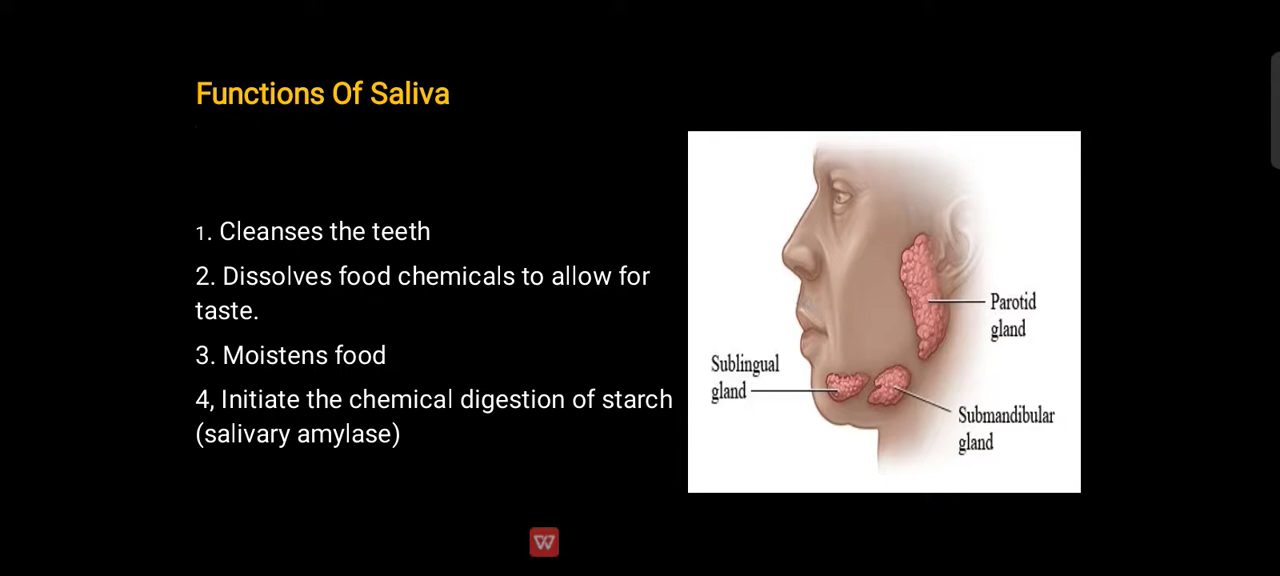 Functions Of Saliva
1. Cleanses the teeth
2. Dissolves food chemicals to allow for
taste.
3. Moistens food
4, Initiate the chemical digestion of starch
(salivary amylase)
Parotid
gland
Sublingual
gland
Submandibular
gland
W